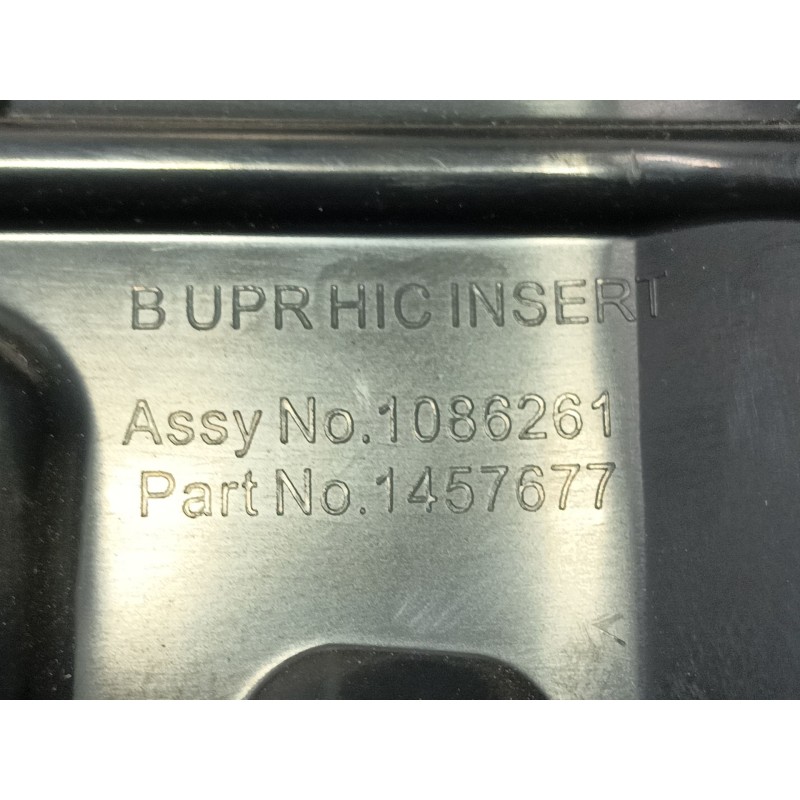 B UPR HIC INSERT
Assy No.1086261
Part No.1457677